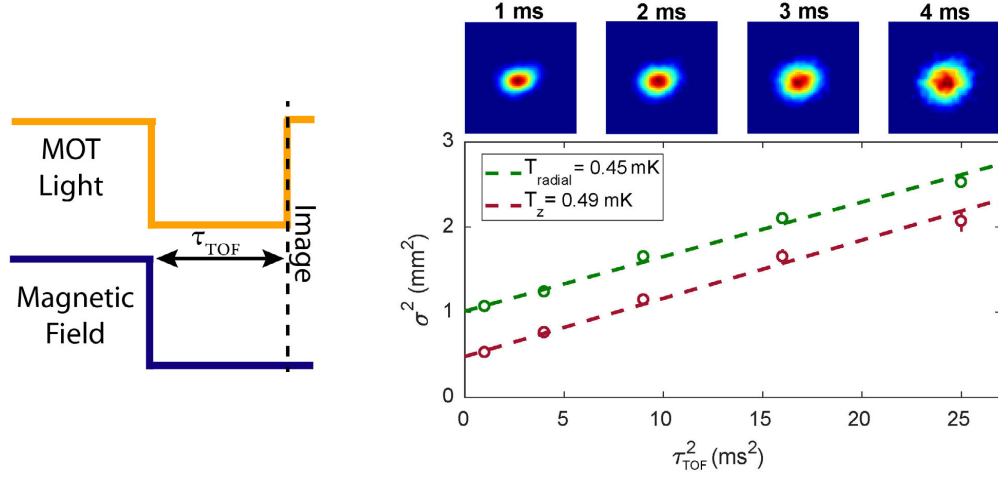 MOT
Light
τTOF
Image
Magnetic
Field
1 ms 2 ms 3 ms 4 ms
Tradial = 0.45 mK
Tz = 0.49 mK
σ² (mm²)
3
2
1
0
0 5 10 15 20 25
τ²TOF (ms²)